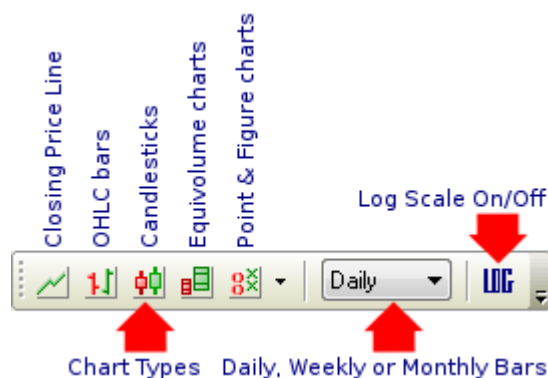 Closing Price Line
OHLC bars
Candlesticks
Equivolume charts
Point & Figure charts
Log Scale On/Off
Daily
LOG
Chart Types
Daily, Weekly or Monthly Bars